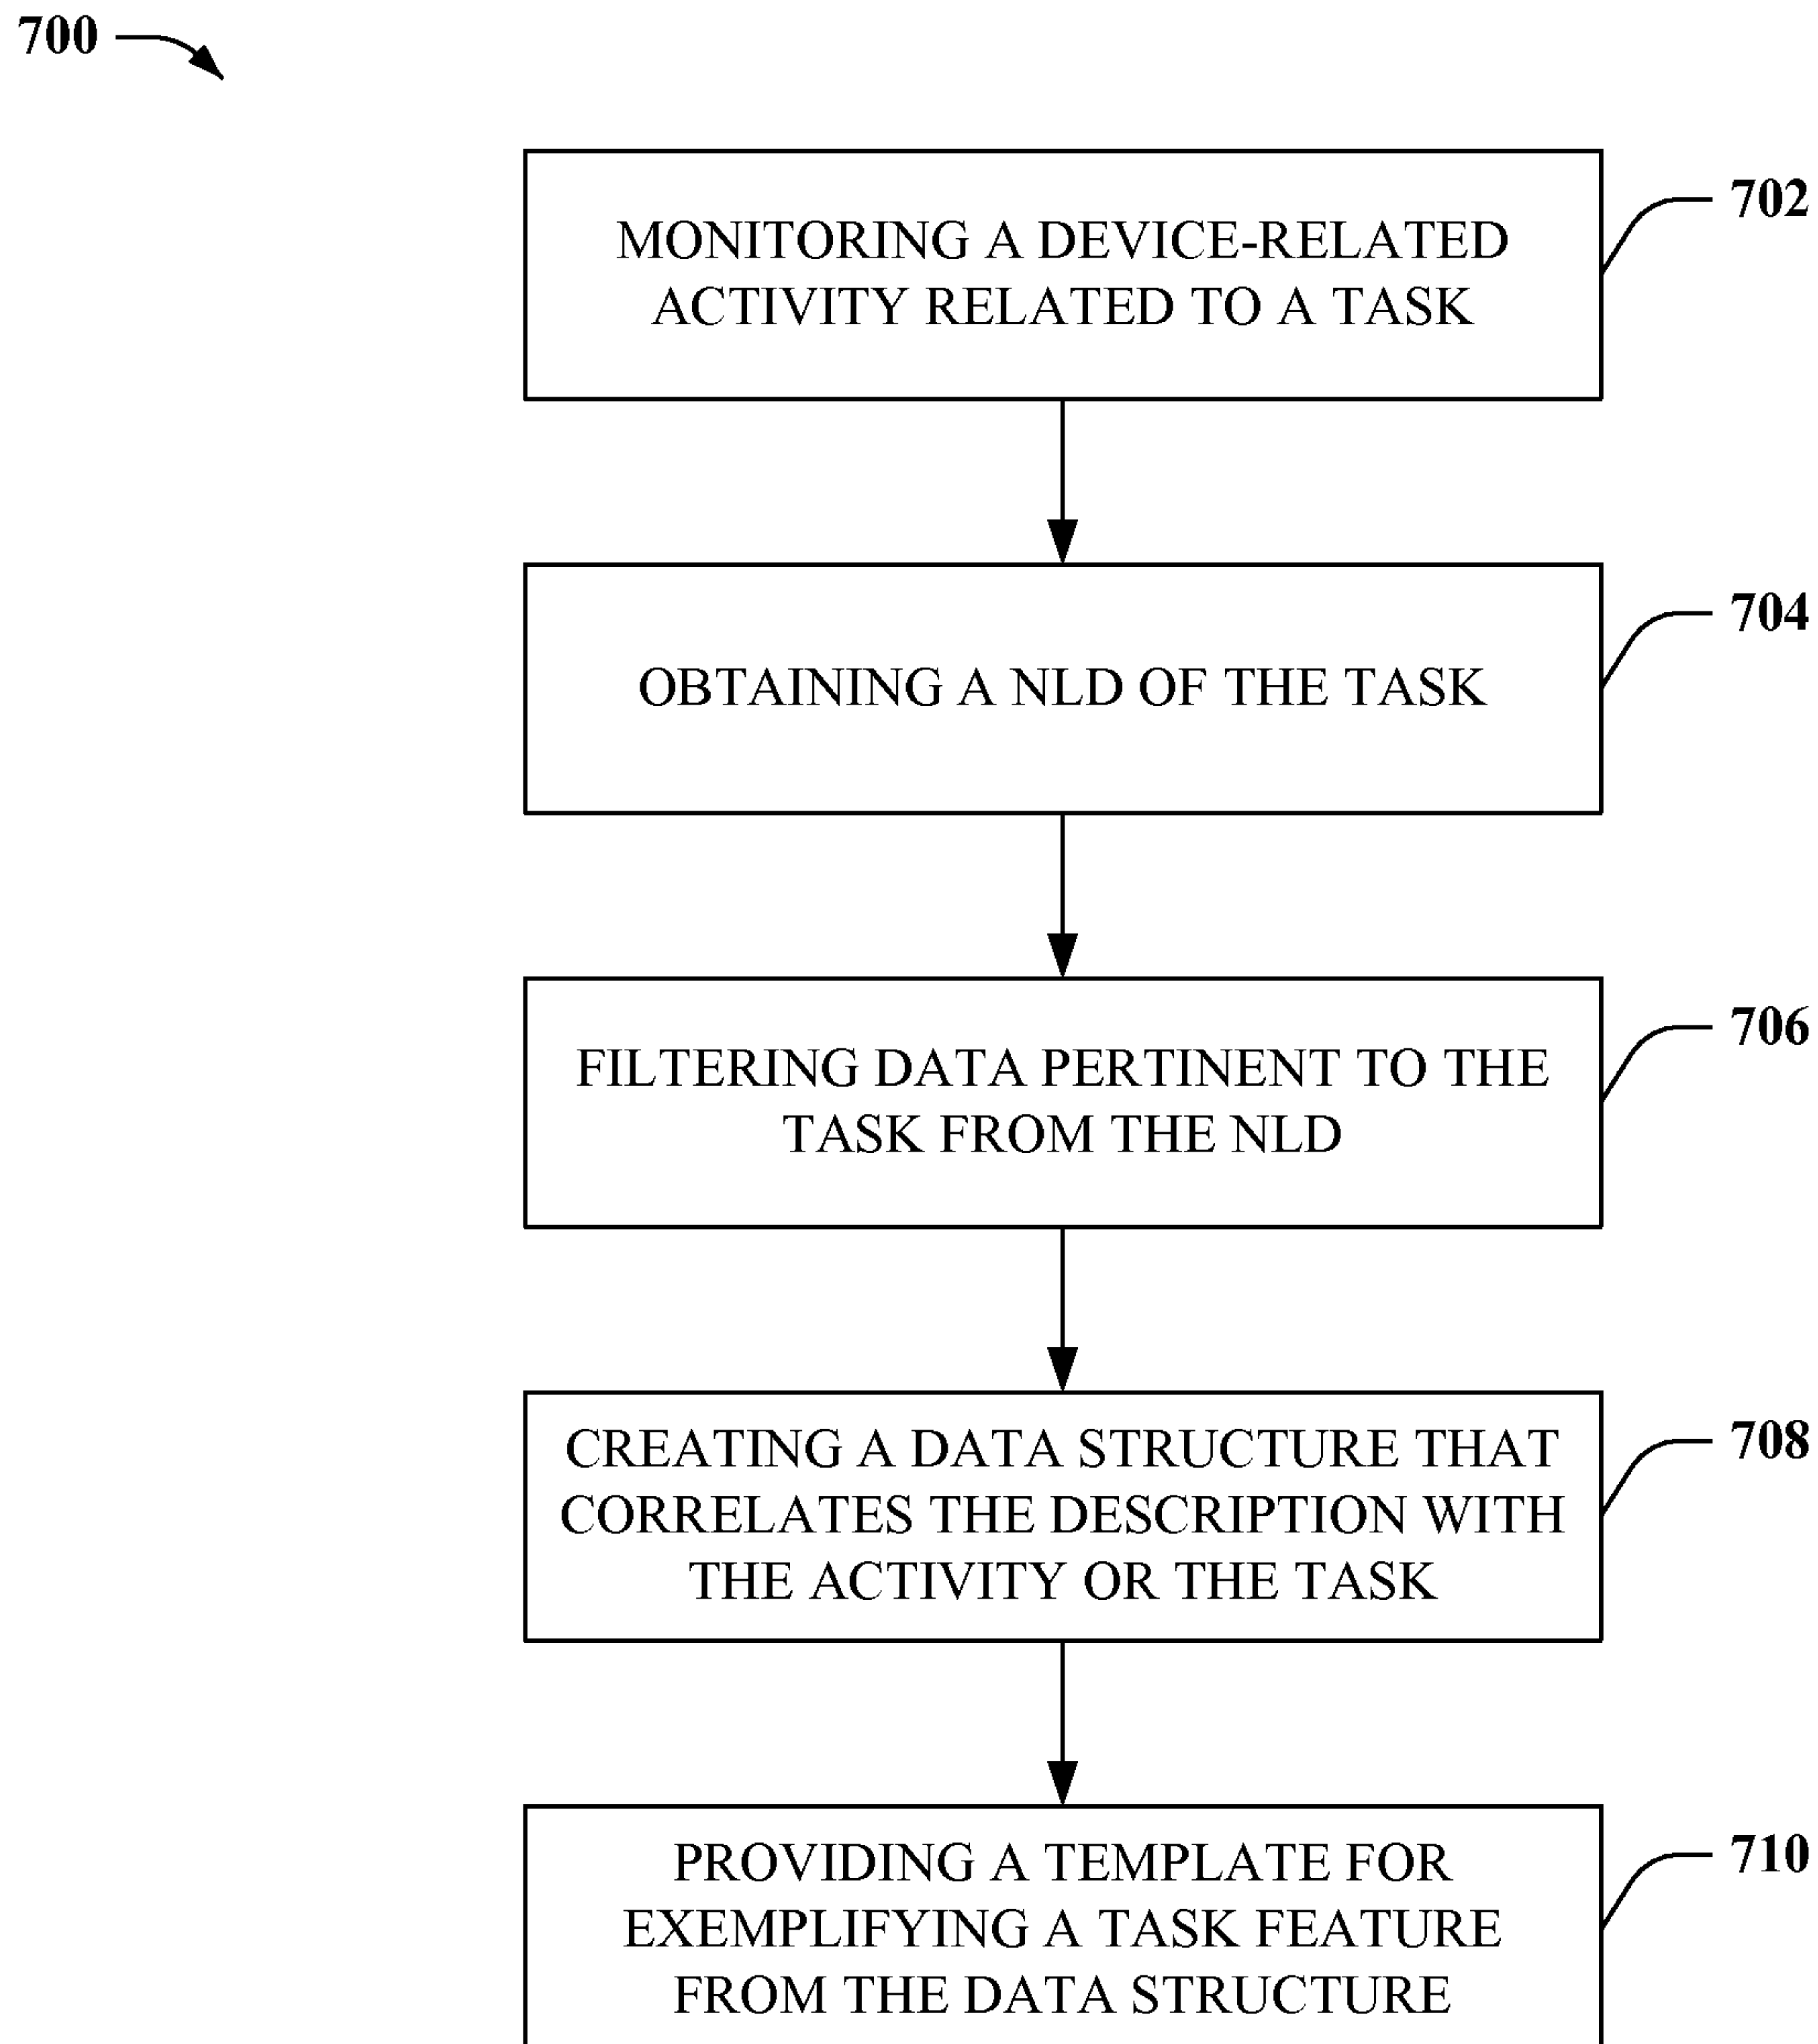 700
MONITORING A DEVICE-RELATED
ACTIVITY RELATED TO A TASK
702
OBTAINING A NLD OF THE TASK
704
FILTERING DATA PERTINENT TO THE
TASK FROM THE NLD
706
CREATING A DATA STRUCTURE THAT
CORRELATES THE DESCRIPTION WITH
THE ACTIVITY OR THE TASK
708
PROVIDING A TEMPLATE FOR
EXEMPLIFYING A TASK FEATURE
FROM THE DATA STRUCTURE
710